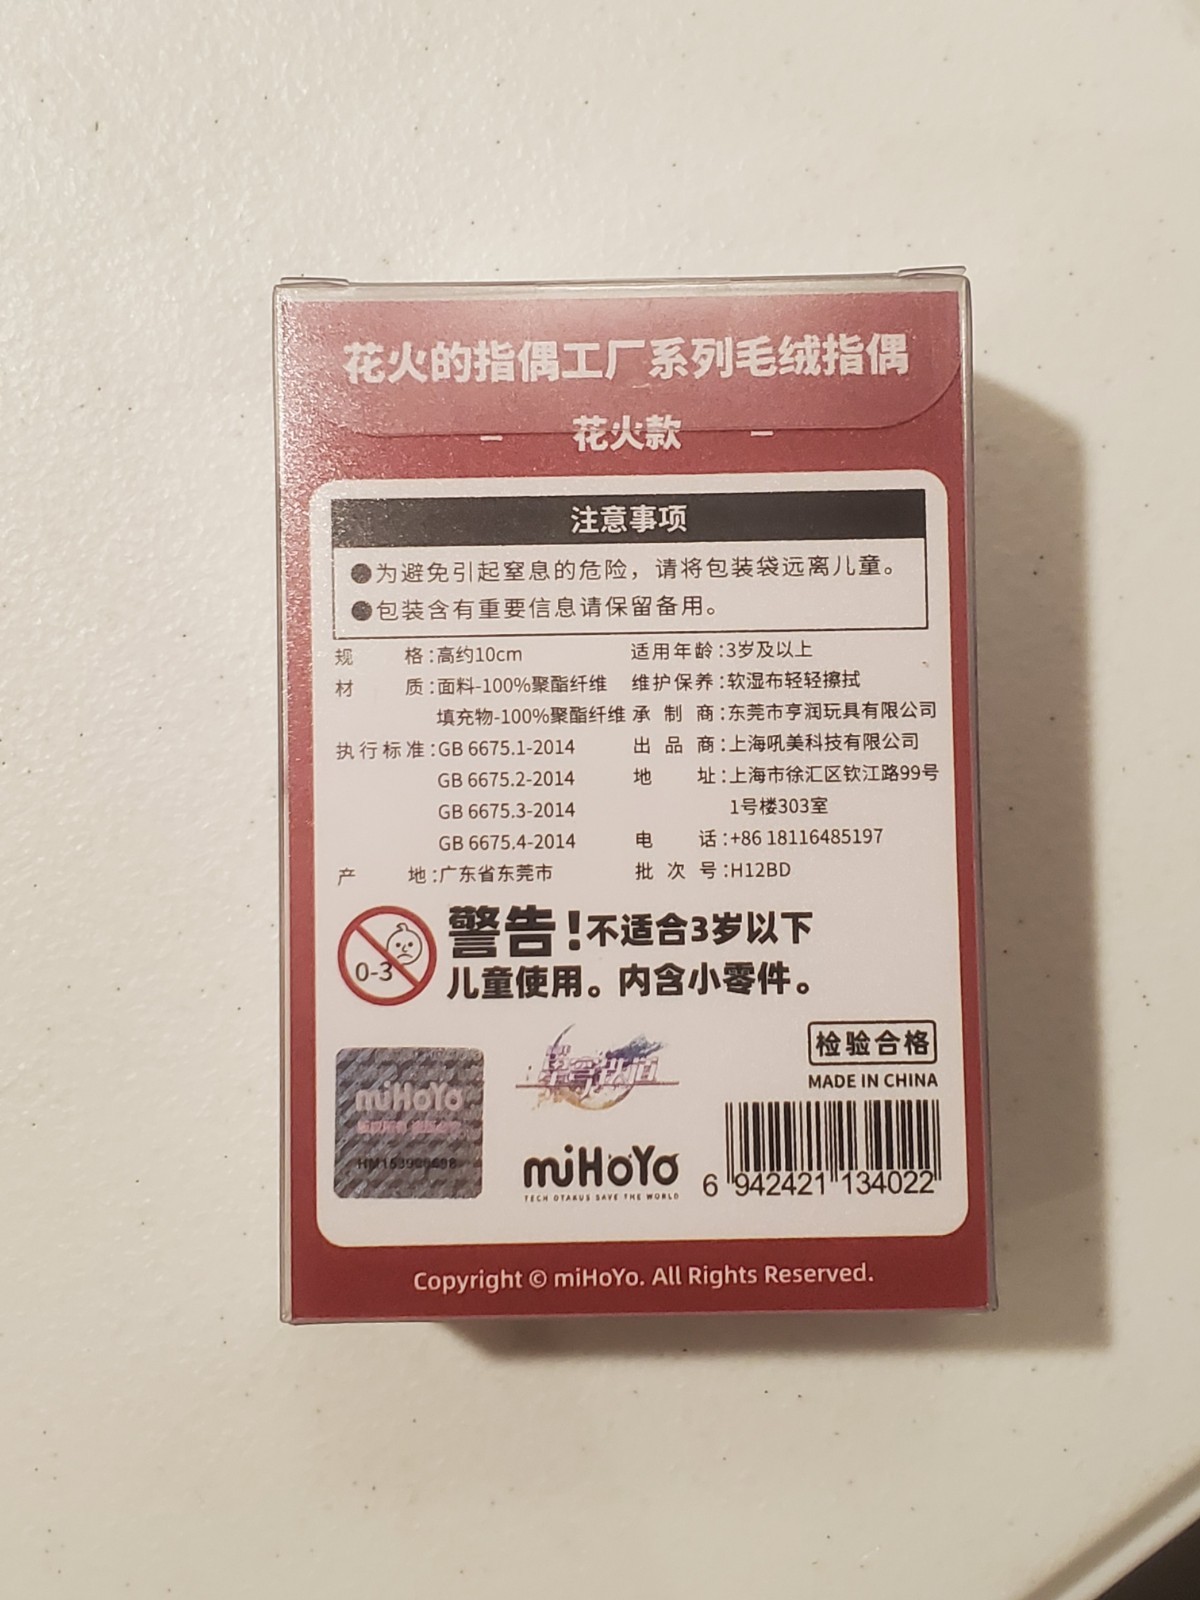 花火的指偶工厂系列毛绒指偶
花火款
注意事项
●为避免引起窒息的危险，请将包装袋远离儿童。
●包装含有重要信息请保留备用。
规格:高约10cm
材质:面料-100%聚酯纤维
填充物-100%聚酯纤维
执行标准:GB 6675.1-2014
GB 6675.2-2014
GB 6675.3-2014
GB 6675.4-2014
产地:广东省东莞市
适用年龄:3岁及以上
维护保养:软湿布轻轻擦拭
承制商:东莞市亨润玩具有限公司
出品商:上海吼美科技有限公司
地址:上海市徐汇区钦江路99号
1号楼303室
电话:+86 18116485197
批次号:H12BD
0-3
警告!不适合3岁以下
儿童使用。内含小零件。
miHoYo
版权所有
崩坏
星穹铁道
miHoYo
TECH OTAKUS SAVE THE WORLD
检验合格
MADE IN CHINA
6 942421 134022
Copyright © miHoYo. All Rights Reserved.